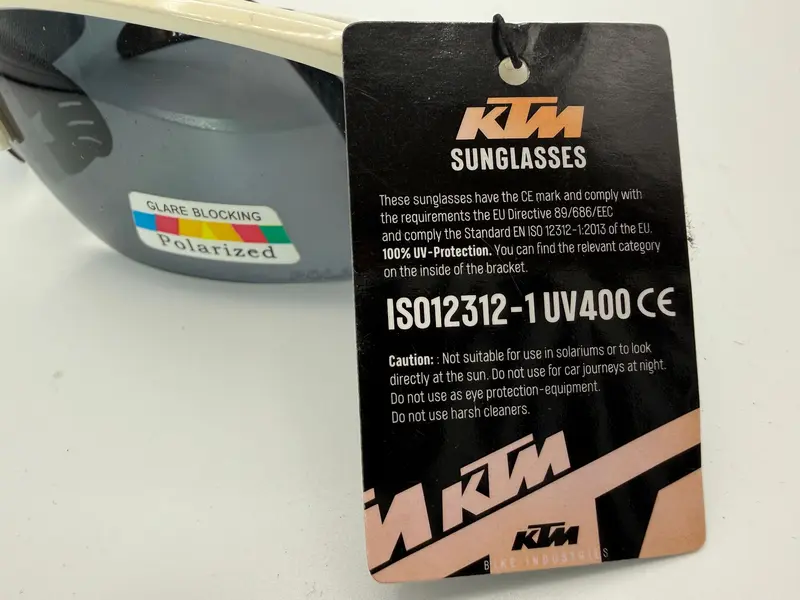 GLARE BLOCKING
Polarized
KTM
SUNGLASSES
These sunglasses have the CE mark and comply with
the requirements the EU Directive 89/686/EEC
and comply the Standard EN ISO 12312-1:2013 of the EU.
100% UV-Protection. You can find the relevant category
on the inside of the bracket.
ISO12312-1 UV400 CE
Caution: : Not suitable for use in solariums or to look
directly at the sun. Do not use for car journeys at night.
Do not use as eye protection-equipment.
Do not use harsh cleaners.
KTM
KTM
BIKE INDUSTRIES